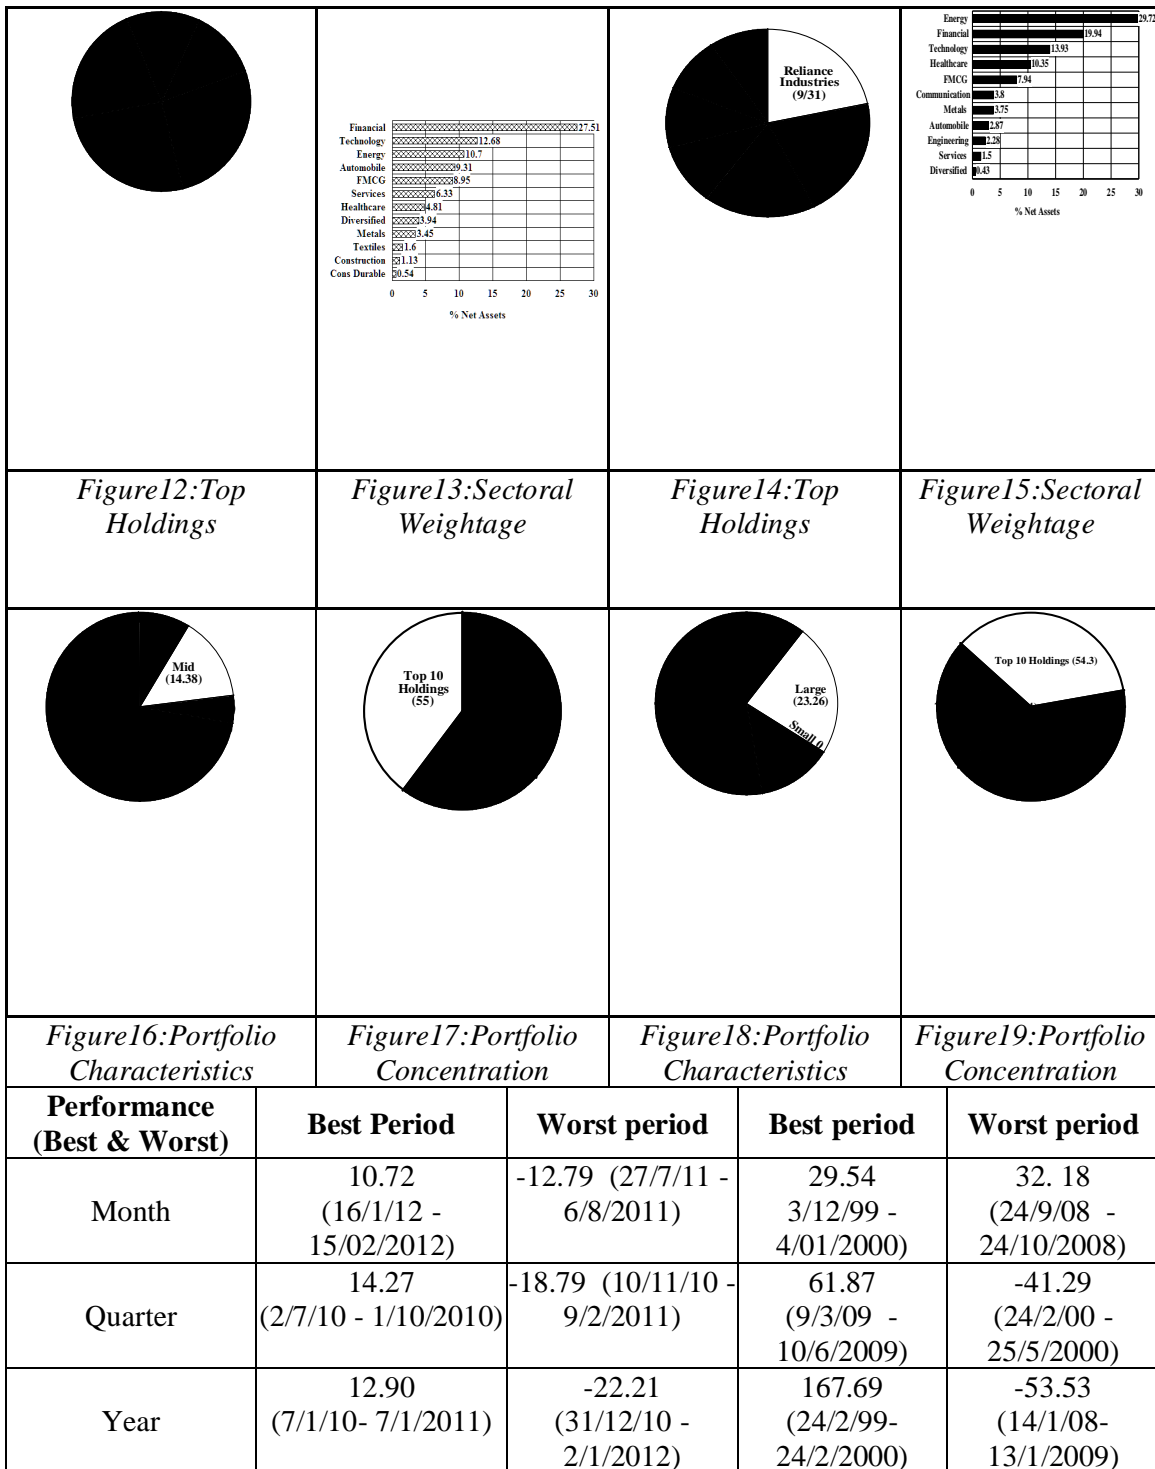 Reliance
Industries
(9/31)
Financial 27.51
Technology 12.68
Energy 10.7
Automobile 9.31
FMCG 8.95
Services 6.33
Healthcare 4.81
Diversified 3.94
Metals 3.45
Textiles 1.6
Construction 1.13
Cons Durable 0.54
0 5 10 15 20 25 30
% Net Assets
Energy 29.72
Financial 19.94
Technology 13.93
Healthcare 10.35
FMCG 7.94
Communication 3.8
Metals 3.75
Automobile 2.87
Engineering 2.28
Services 1.5
Diversified 0.43
0 5 10 15 20 25 30
% Net Assets
Figure12:Top
Holdings
Figure13:Sectoral
Weightage
Figure14:Top
Holdings
Figure15:Sectoral
Weightage
Mid
(14.38)
Top 10
Holdings
(55)
Large
(23.26)
Small 0
Top 10 Holdings (54.3)
Figure16:Portfolio
Characteristics
Figure17:Portfolio
Concentration
Figure18:Portfolio
Characteristics
Figure19:Portfolio
Concentration
Performance
(Best & Worst)
Best Period
Worst period
Best period
Worst period
Month
10.72
(16/1/12 -
15/02/2012)
-12.79 (27/7/11 -
6/8/2011)
29.54
3/12/99 -
4/01/2000)
32. 18
(24/9/08 -
24/10/2008)
Quarter
14.27
(2/7/10 - 1/10/2010)
-18.79 (10/11/10 -
9/2/2011)
61.87
(9/3/09 -
10/6/2009)
-41.29
(24/2/00 -
25/5/2000)
Year
12.90
(7/1/10- 7/1/2011)
-22.21
(31/12/10 -
2/1/2012)
167.69
(24/2/99-
24/2/2000)
-53.53
(14/1/08-
13/1/2009)